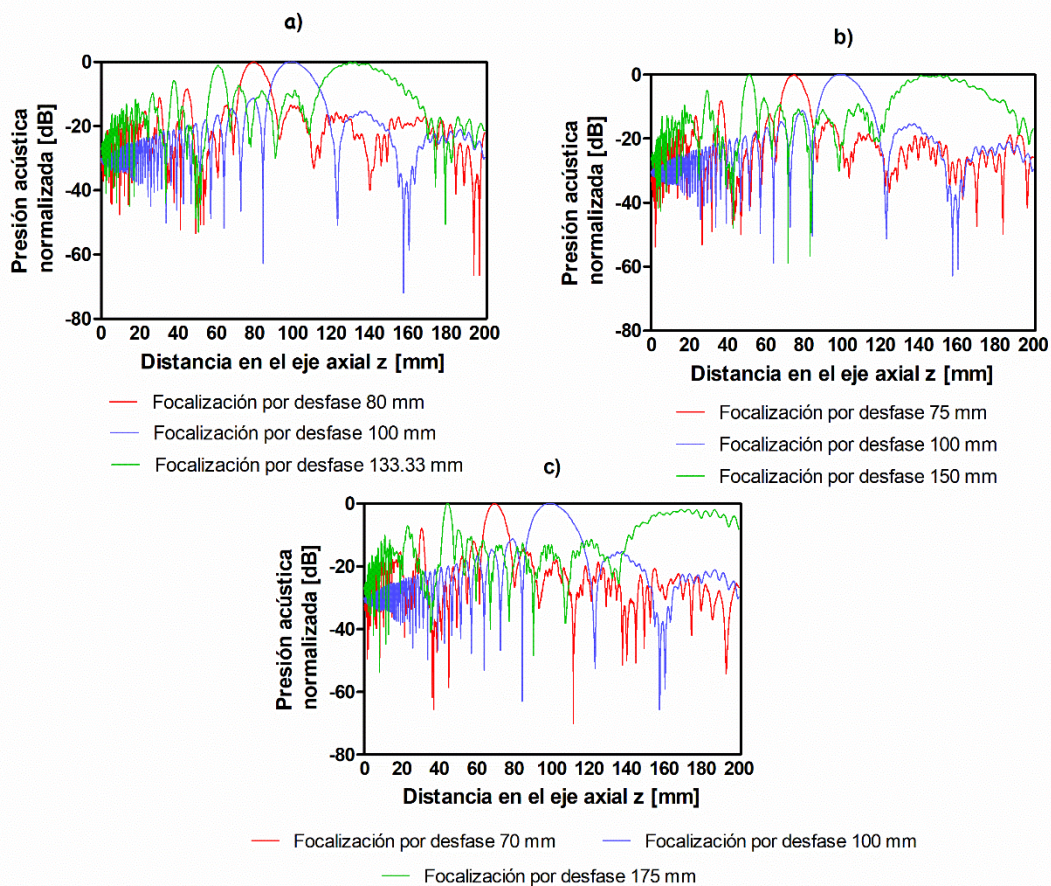 a)
Presión acústica
normalizada [dB]
0
-20
-40
-60
-80
0 20 40 60 80 100 120 140 160 180 200
Distancia en el eje axial z [mm]
Focalización por desfase 80 mm
Focalización por desfase 100 mm
Focalización por desfase 133.33 mm
b)
Presión acústica
normalizada [dB]
0
-20
-40
-60
-80
0 20 40 60 80 100 120 140 160 180 200
Distancia en el eje axial z [mm]
Focalización por desfase 75 mm
Focalización por desfase 100 mm
Focalización por desfase 150 mm
c)
Presión acústica
normalizada [dB]
0
-20
-40
-60
-80
0 20 40 60 80 100 120 140 160 180 200
Distancia en el eje axial z [mm]
Focalización por desfase 70 mm
Focalización por desfase 100 mm
Focalización por desfase 175 mm